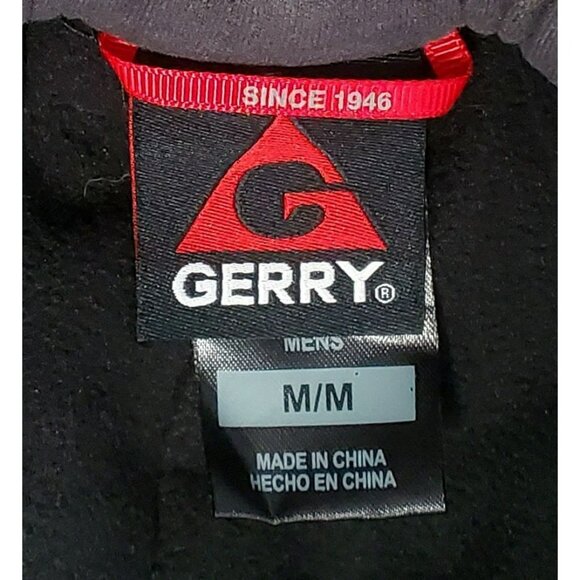 SINCE 1946
G
GERRY®
MENS
M/M
MADE IN CHINA
HECHO EN CHINA